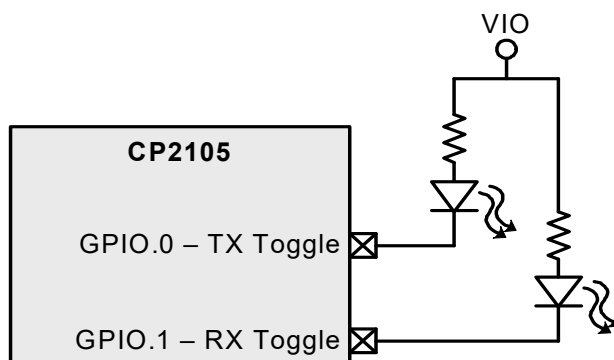 VIO
CP2105
GPIO.0 – TX Toggle
GPIO.1 – RX Toggle